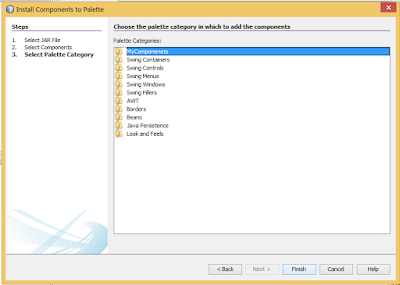 Install Components to Palette
Steps
1. Select JAR File
2. Select Components
3. Select Palette Category
Choose the palette category in which to add the components
Palette Categories:
MyComponenets
Swing Containers
Swing Controls
Swing Menus
Swing Windows
Swing Fillers
AWT
Borders
Beans
Java Persistence
Look and Feels
< Back
Next >
Finish
Cancel
Help